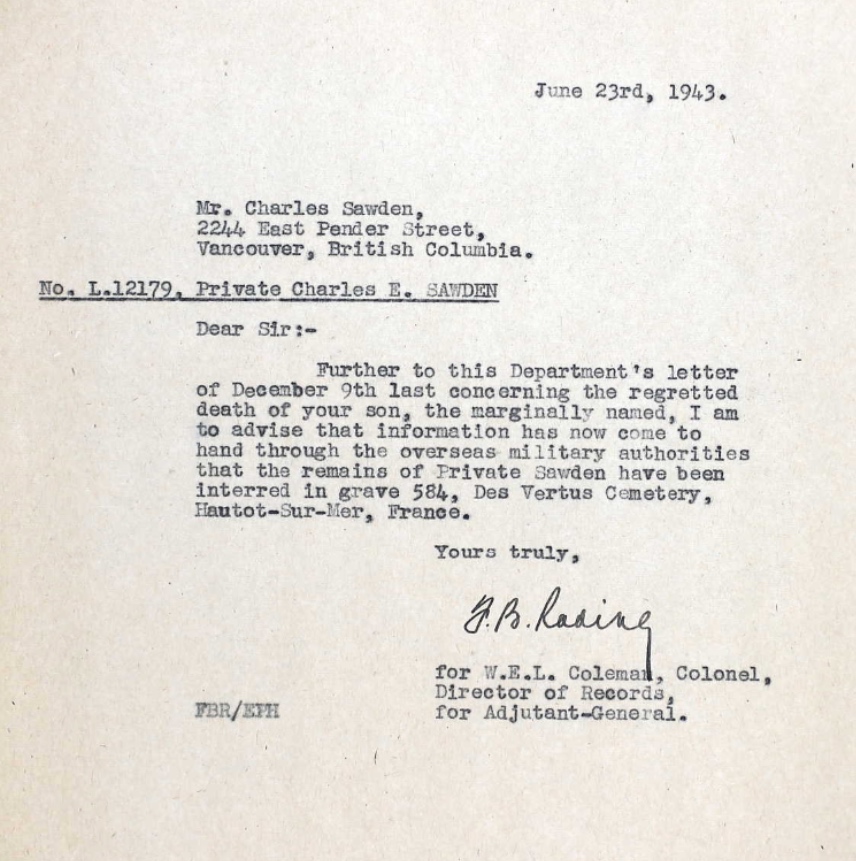 June 23rd, 1943.
Mr. Charles Sawden,
2244 East Pender Street,
Vancouver, British Columbia.
No. L.12179, Private Charles E. SAWDEN
Dear Sir:-
Further to this Department's letter
of December 9th last concerning the regretted
death of your son, the marginally named, I am
to advise that information has now come to
hand through the overseas military authorities
that the remains of Private Sawden have been
interred in grave 584, Des Vertus Cemetery,
Hautot-Sur-Mer, France.
Yours truly,
F.B. Rading
for W.E.L. Coleman, Colonel,
Director of Records,
for Adjutant-General.
FBR/EPH